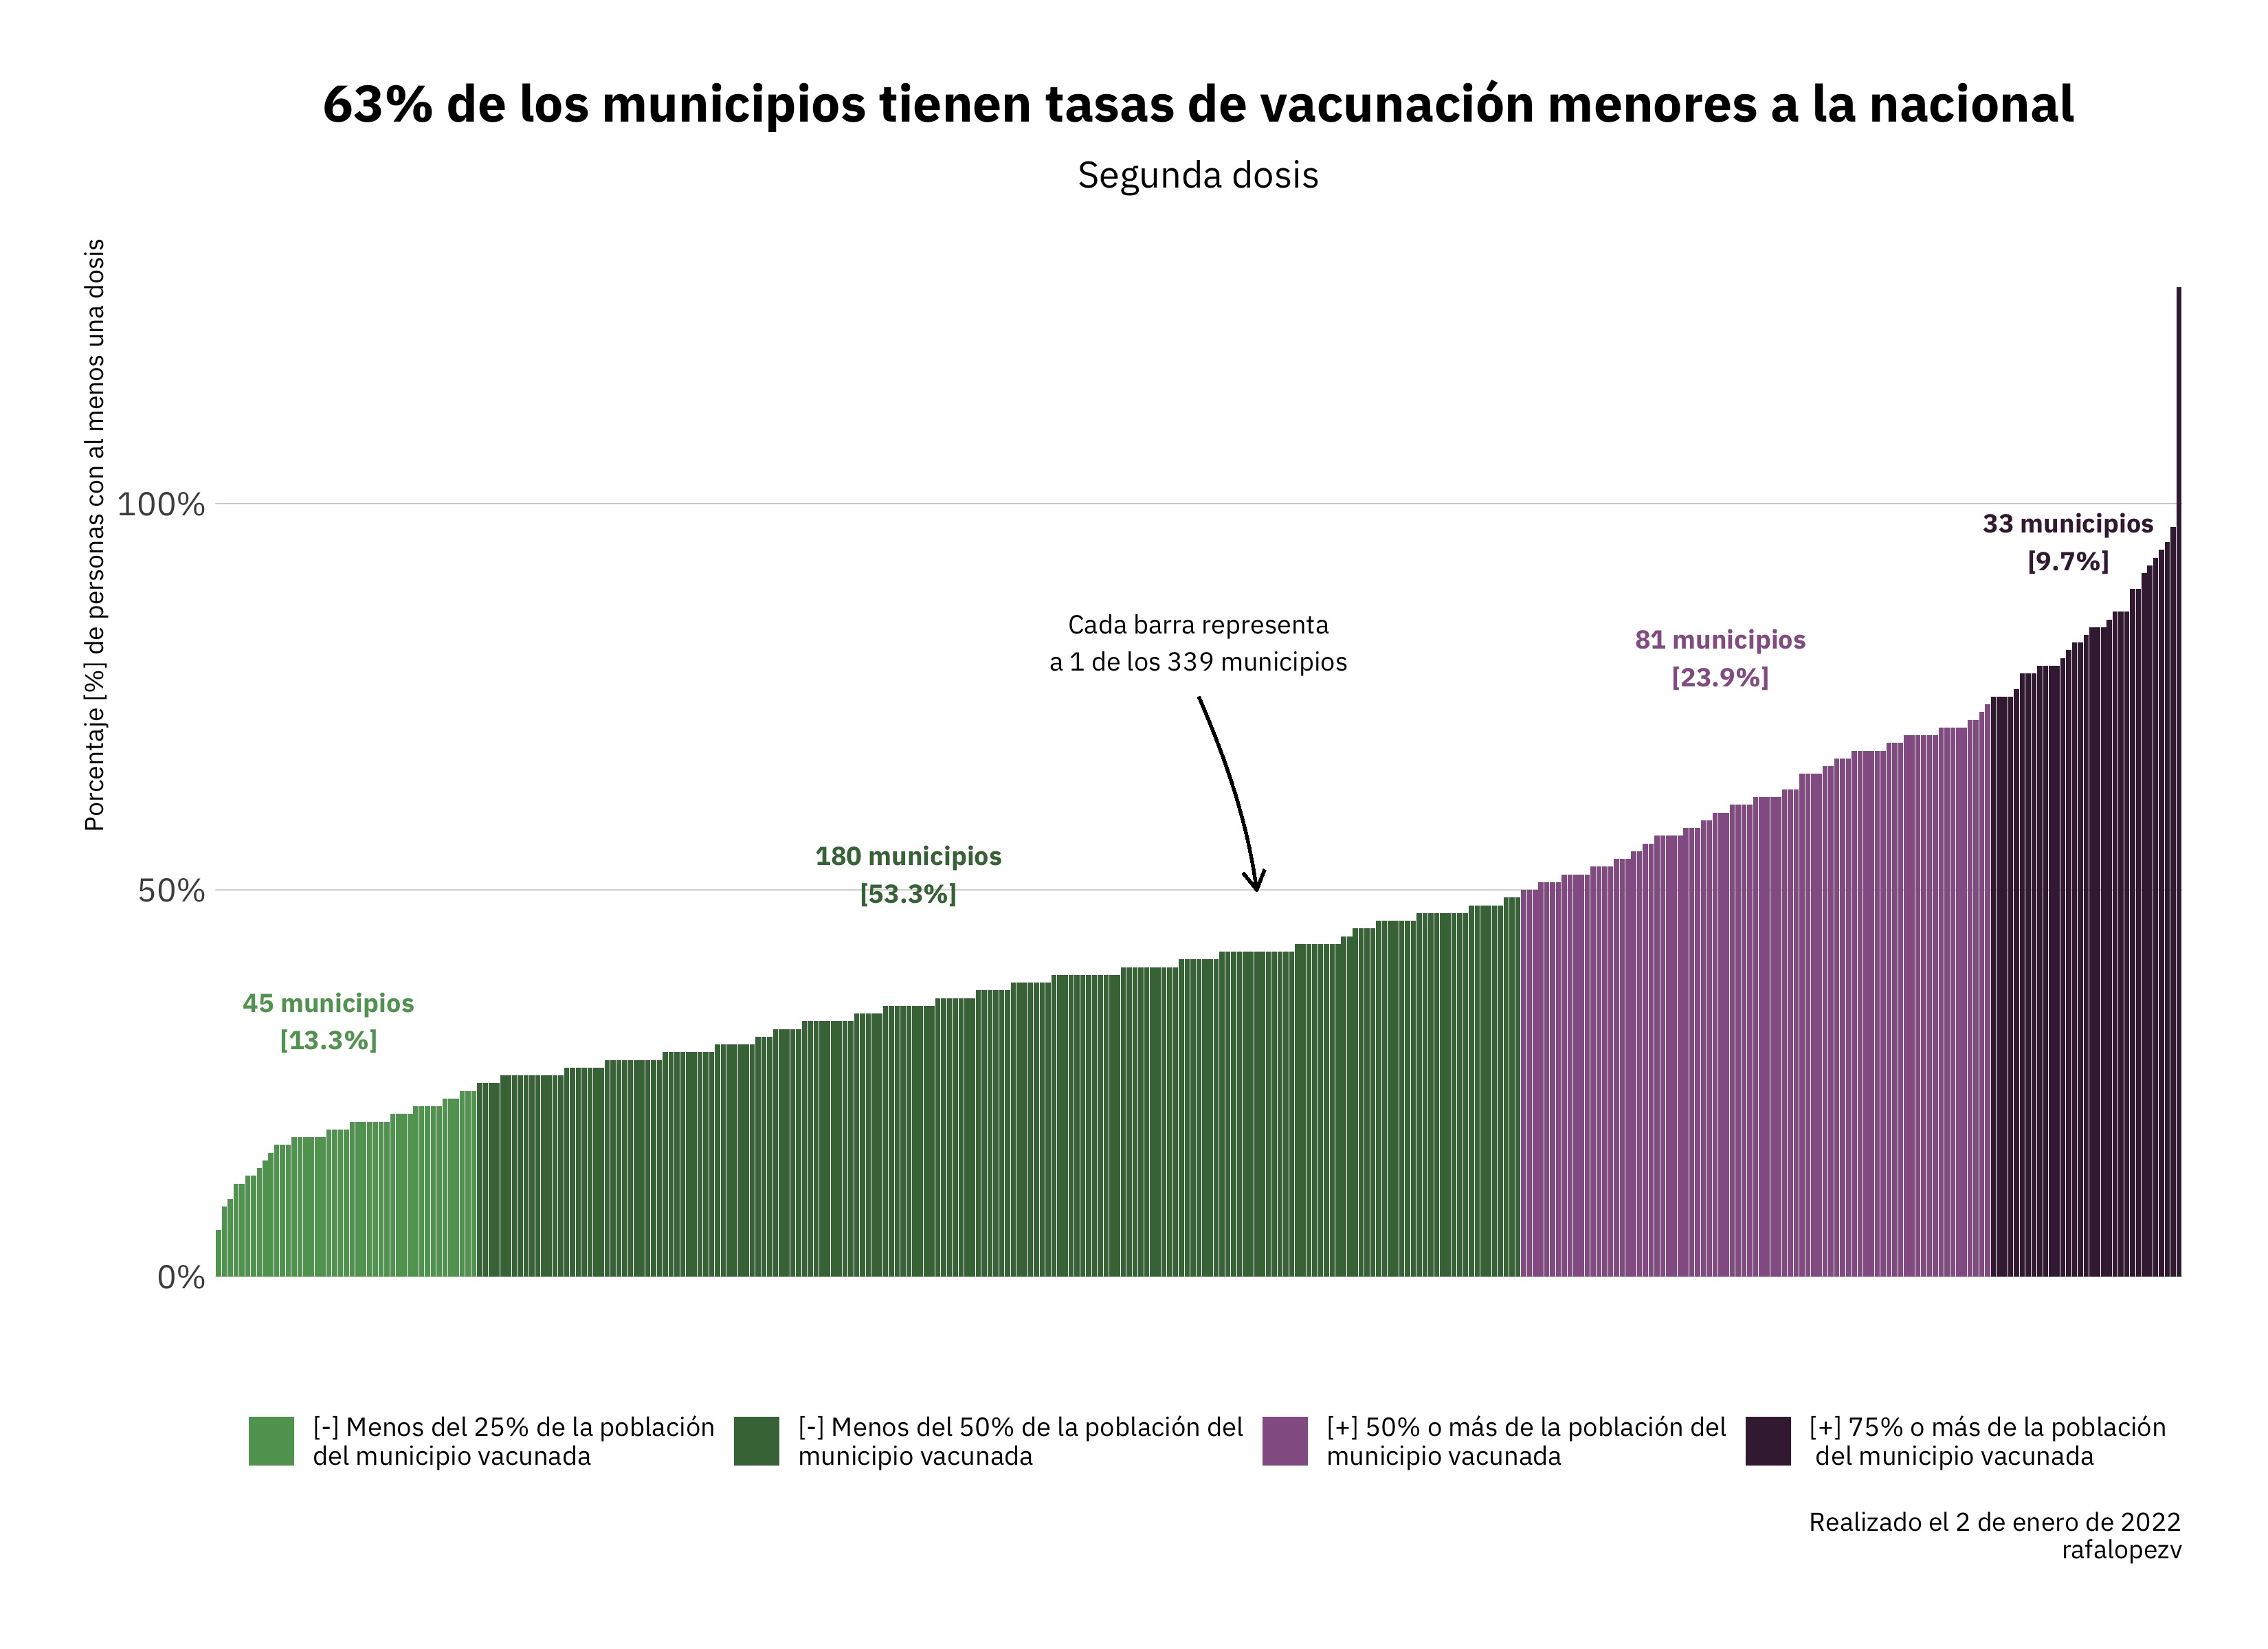 63% de los municipios tienen tasas de vacunación menores a la nacional
Segunda dosis
Porcentaje [%] de personas con al menos una dosis
100%
50%
0%
33 municipios
[9.7%]
Cada barra representa
a 1 de los 339 municipios
81 municipios
[23.9%]
180 municipios
[53.3%]
45 municipios
[13.3%]
[-] Menos del 25% de la población
del municipio vacunada
[-] Menos del 50% de la población del
municipio vacunada
[+] 50% o más de la población del
municipio vacunada
[+] 75% o más de la población
del municipio vacunada
Realizado el 2 de enero de 2022
rafalopezv